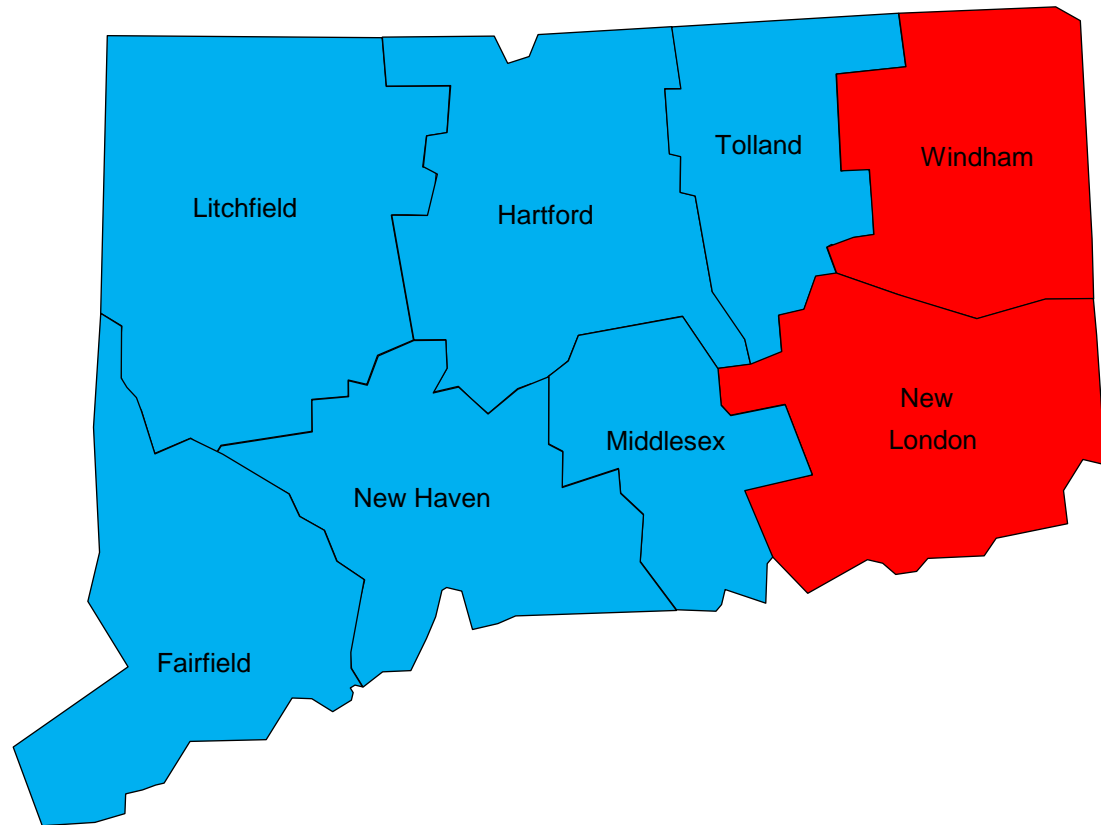 Tolland
Windham
Litchfield
Hartford
New
London
Middlesex
New Haven
Fairfield